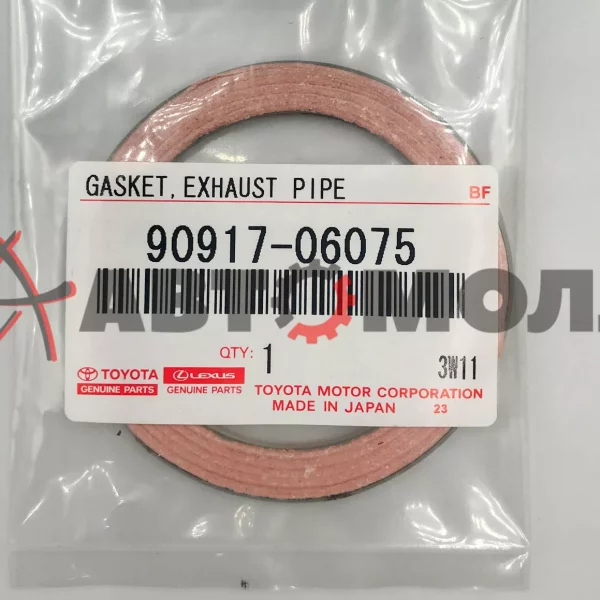 GASKET, EXHAUST PIPE
BF
90917-06075
АВТОМОЛ
QTY: 1
3W11
TOYOTA
GENUINE PARTS
LEXUS
GENUINE PARTS
TOYOTA MOTOR CORPORATION
MADE IN JAPAN
23